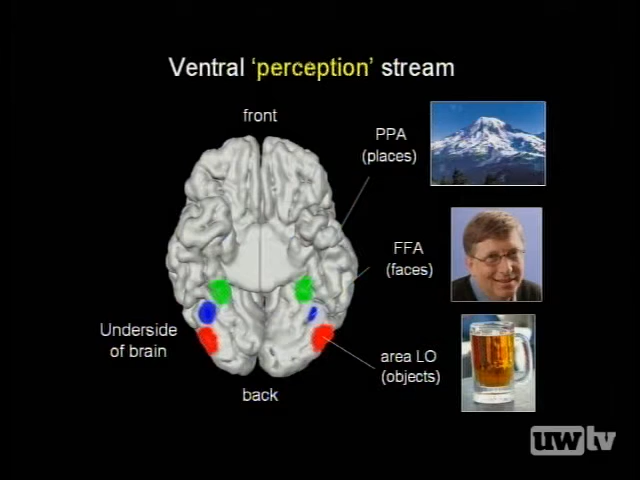 Ventral ‘perception’ stream
front
PPA
(places)
FFA
(faces)
Underside
of brain
area LO
(objects)
back
uwtv